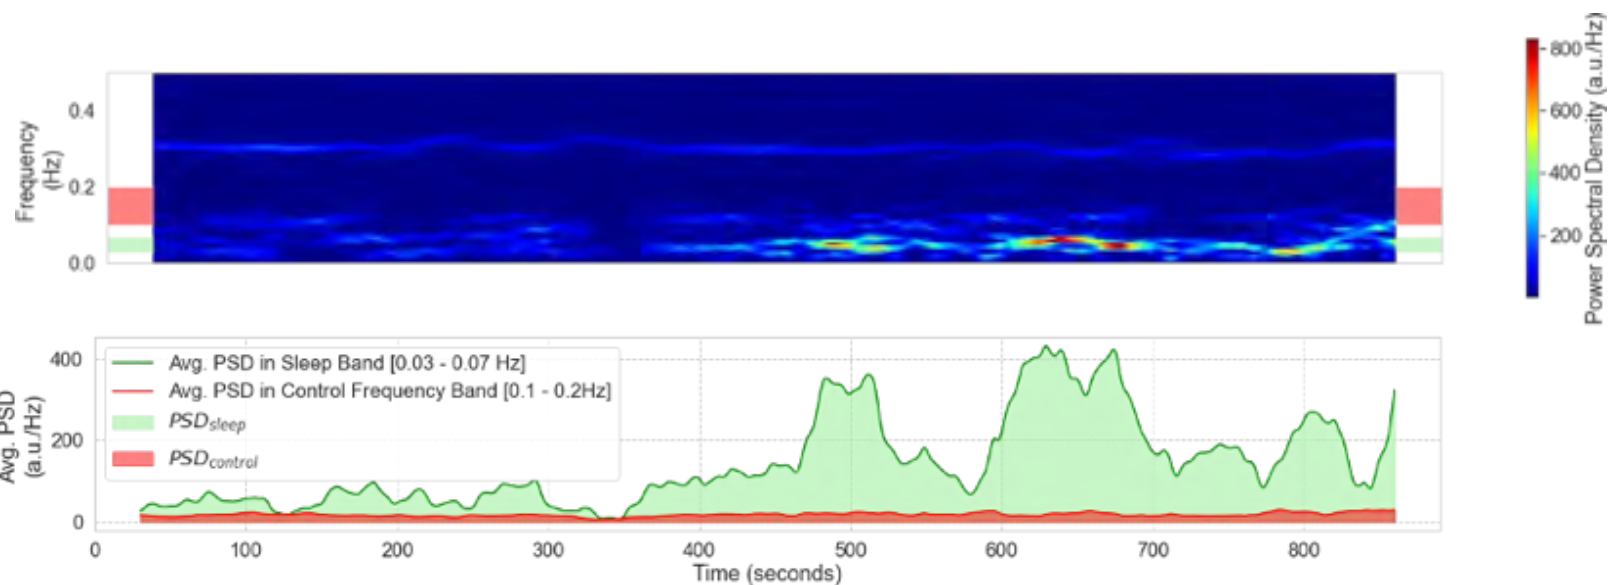 0.4
0.2
0.0
Frequency
(Hz)
800
600
400
200
Power Spectral Density (a.u./Hz)
400
200
0
Avg. PSD
(a.u./Hz)
Avg. PSD in Sleep Band [0.03 - 0.07 Hz]
Avg. PSD in Control Frequency Band [0.1 - 0.2Hz]
PSDsleep
PSDcontrol
0 100 200 300 400 500 600 700 800
Time (seconds)